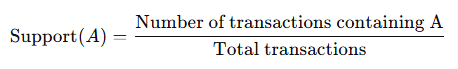 Support(A) = Number of transactions containing A / Total transactions